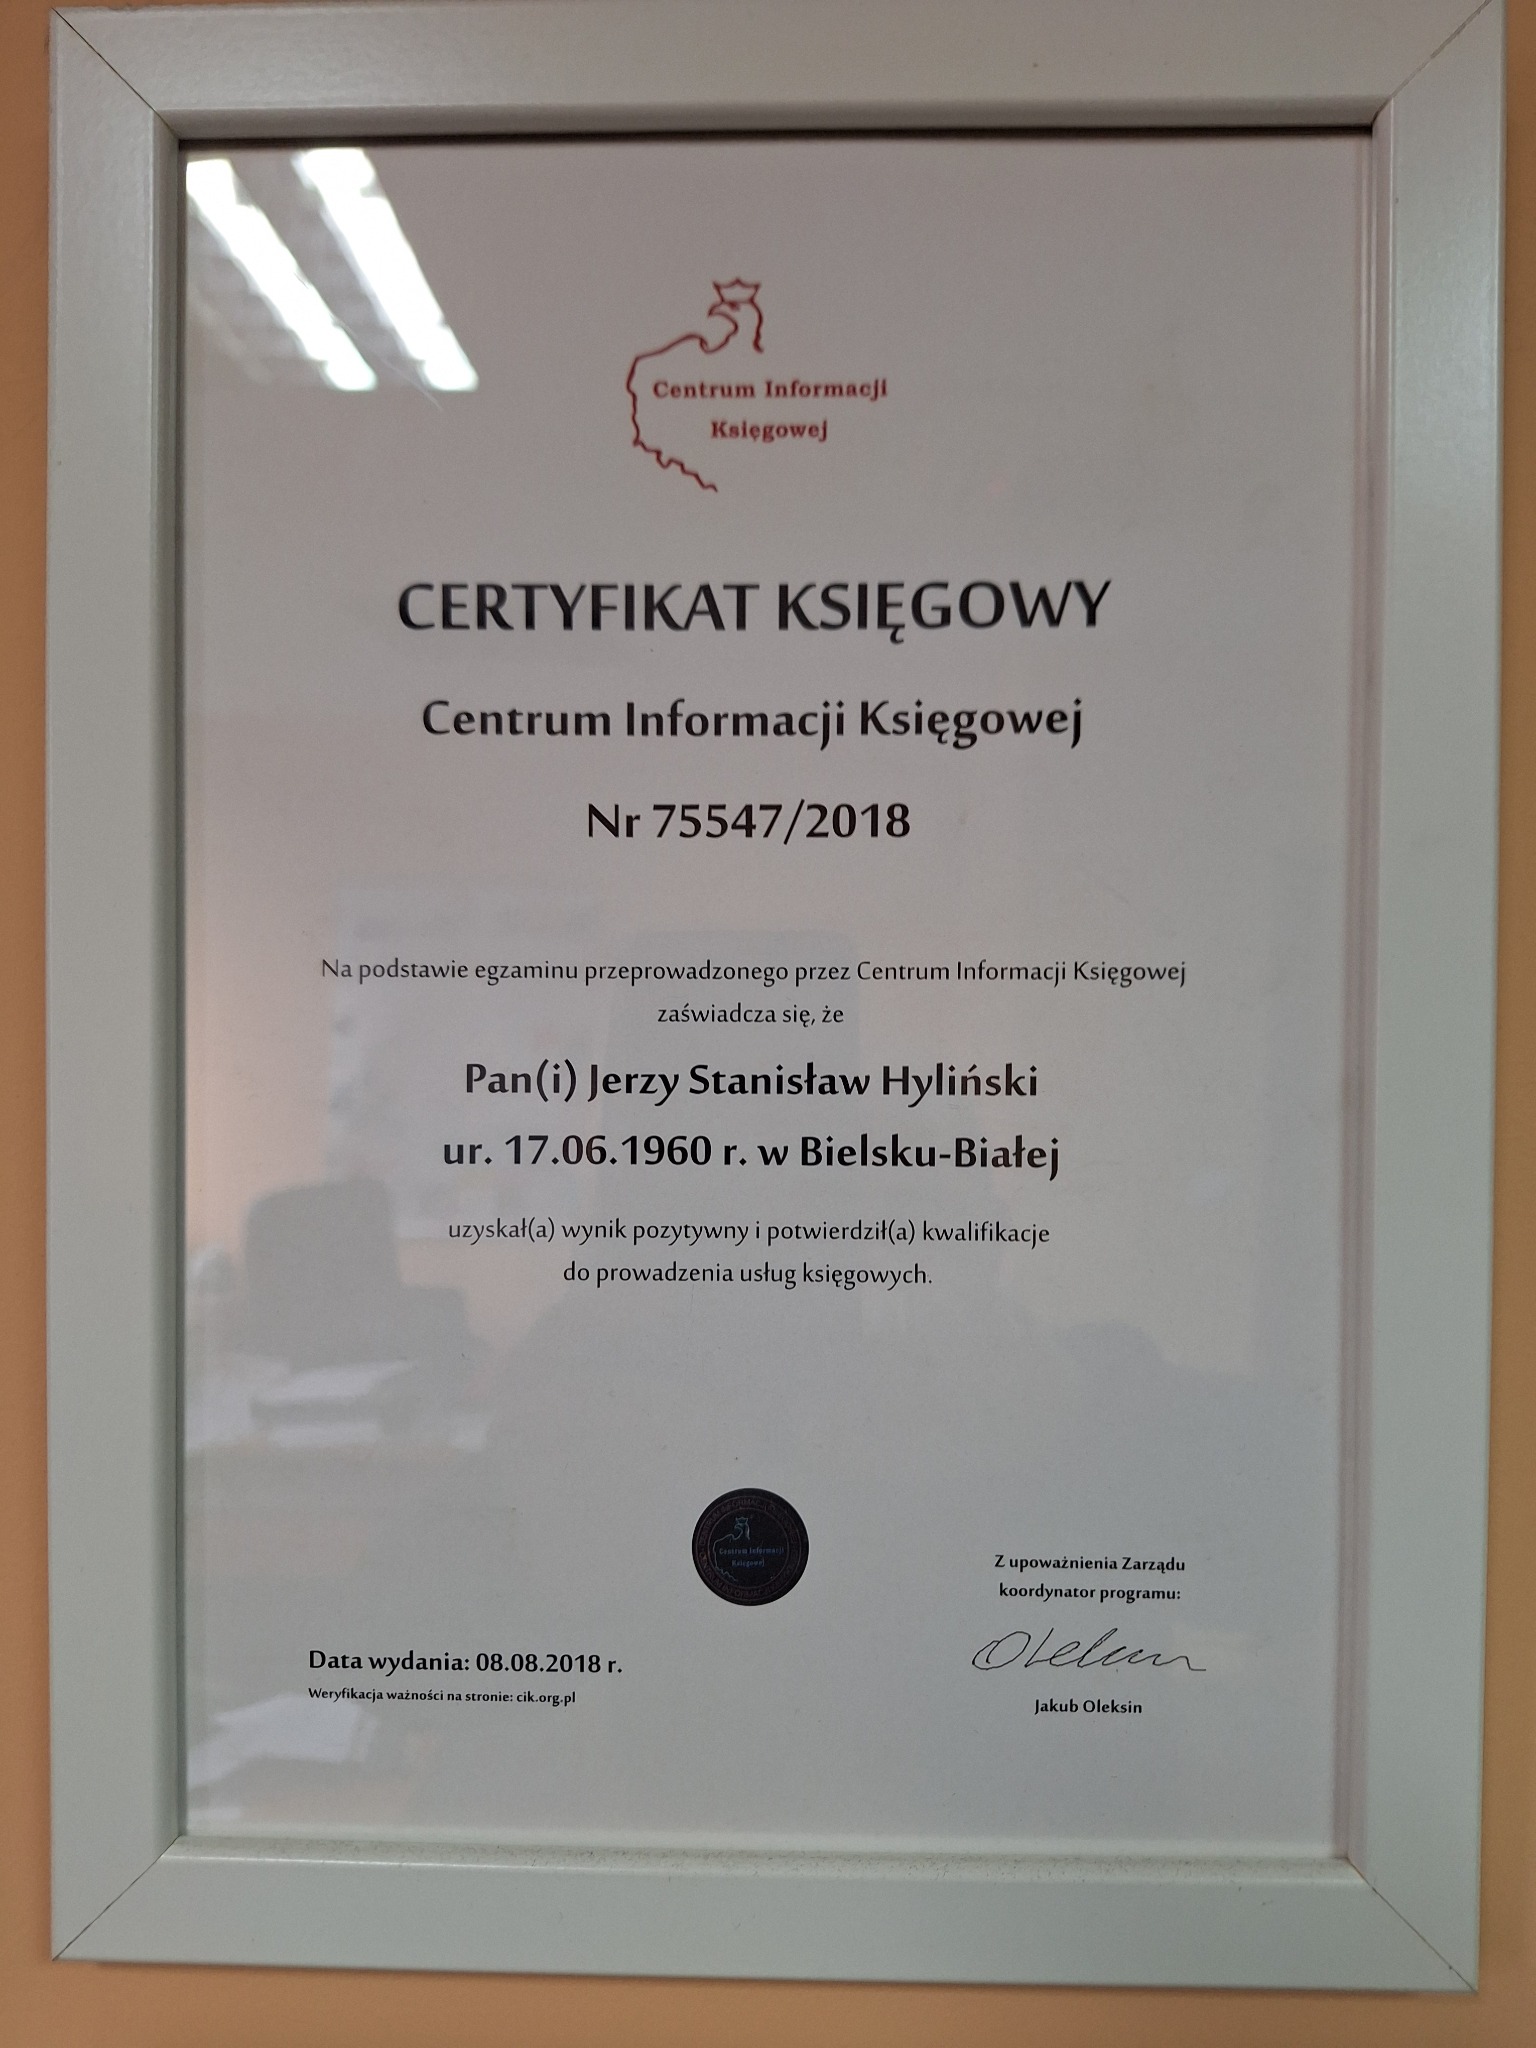 Centrum Informacji
Księgowej
CERTYFIKAT KSIĘGOWY
Centrum Informacji Księgowej
Nr 75547/2018
Na podstawie egzaminu przeprowadzonego przez Centrum Informacji Księgowej
zaświadcza się, że
Pan(i) Jerzy Stanisław Hyliński
ur. 17.06.1960 r. w Bielsku-Białej
uzyskał(a) wynik pozytywny i potwierdził(a) kwalifikacje
do prowadzenia usług księgowych.
Centrum Informacji
Księgowej
Z upoważnienia Zarządu
koordynator programu:
Jakub Oleksin
Data wydania: 08.08.2018 r.
Weryfikacja ważności na stronie: cik.org.pl